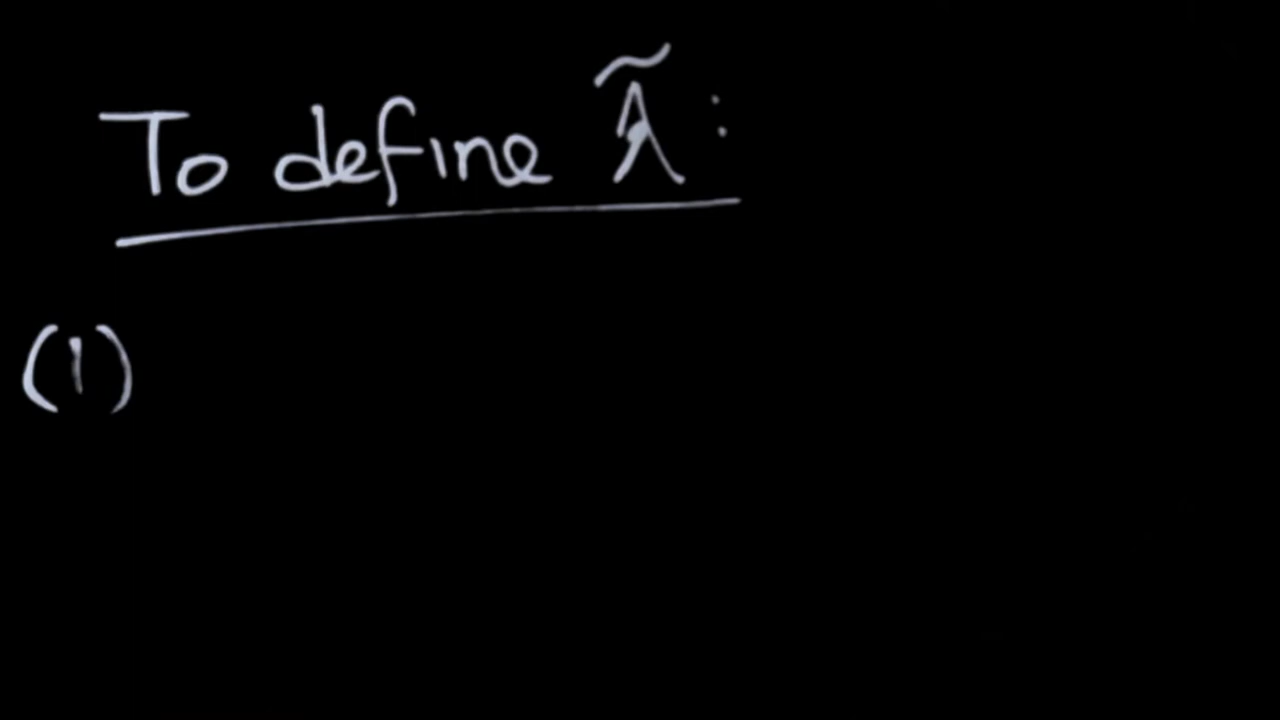 To define λ̃ :
(1)